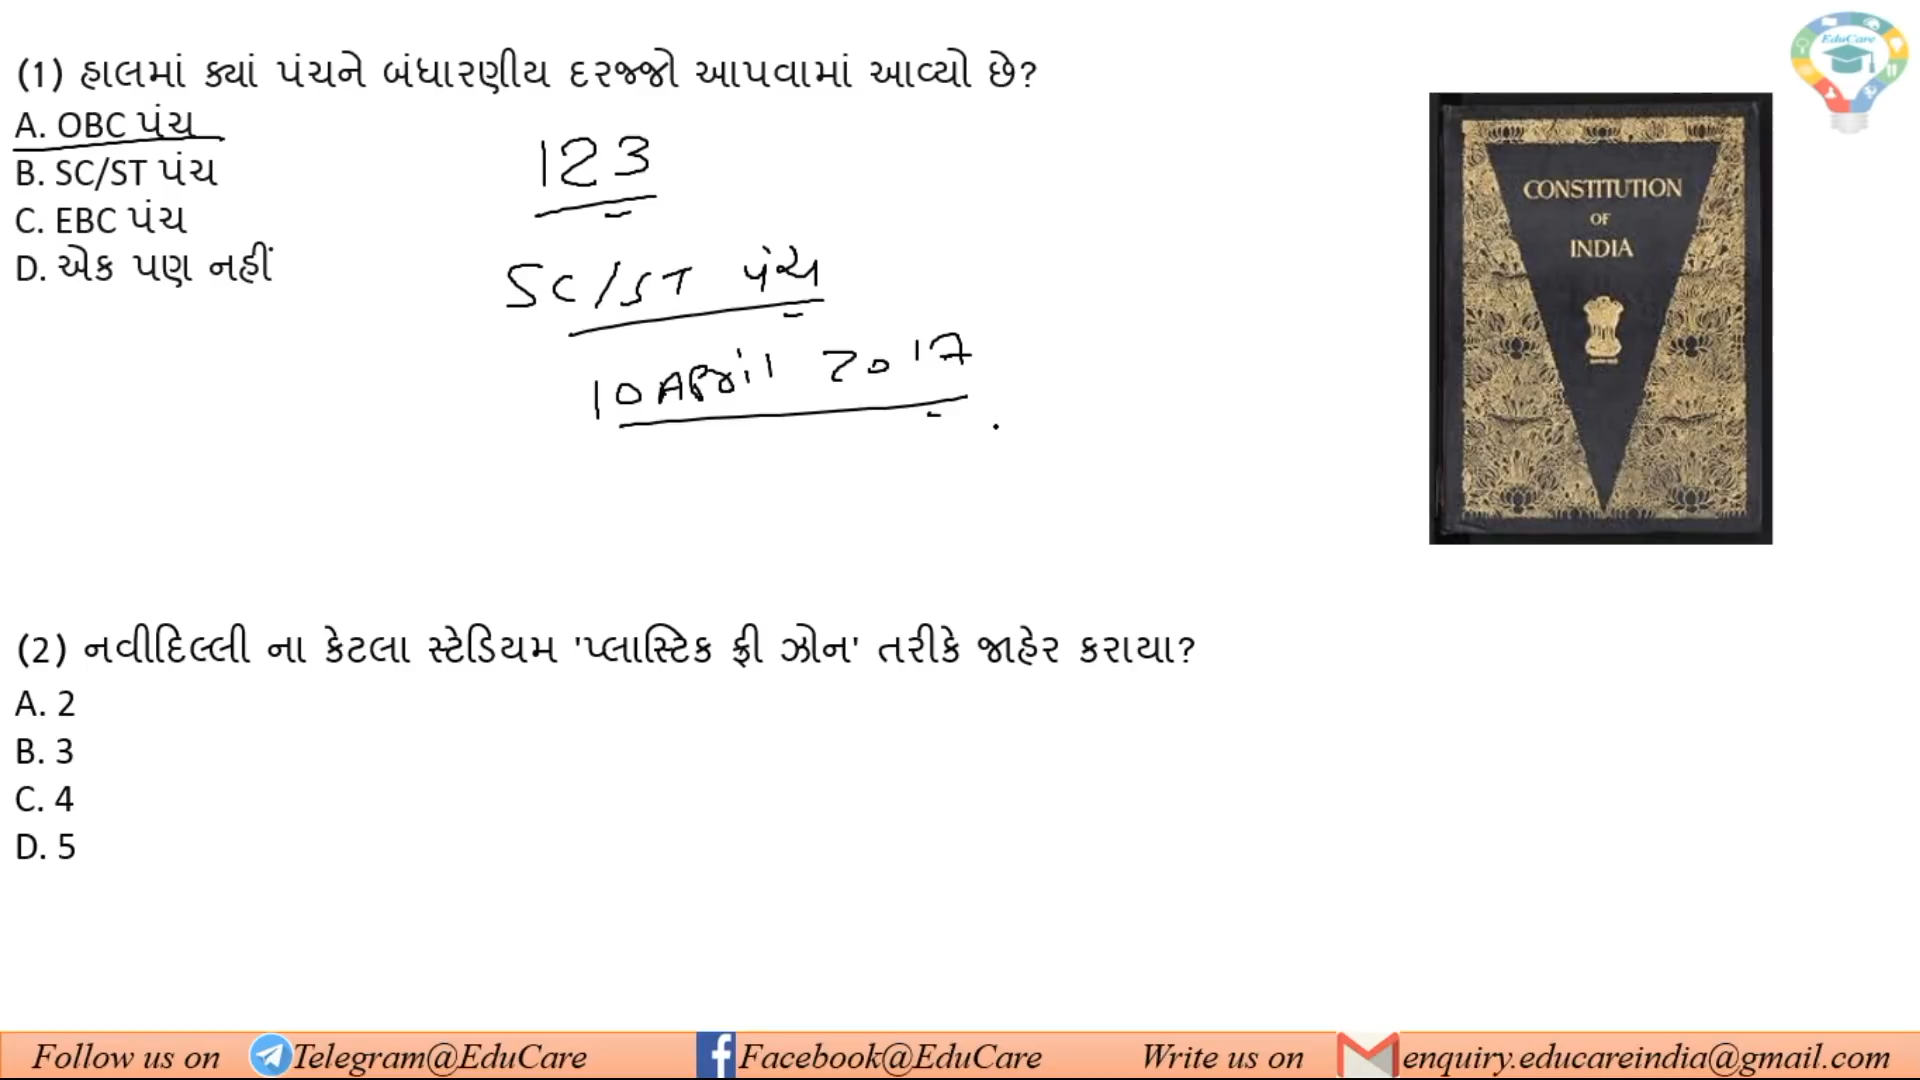 (1) હાલમાં ક્યાં પંચને બંધારણીય દરજ્જો આપવામાં આવ્યો છે?
A. OBC પંચ
B. SC/ST પંચ
C. EBC પંચ
D. એક પણ નહીં
123
SC/ST પંચ
10 April 2017
CONSTITUTION
OF
INDIA
EduCare
(2) નવીદિલ્લી ના કેટલા સ્ટેડિયમ 'પ્લાસ્ટિક ફ્રી ઝોન' તરીકે જાહેર કરાયા?
A. 2
B. 3
C. 4
D. 5
Follow us on Telegram@EduCare Facebook@EduCare Write us on enquiry.educareindia@gmail.com